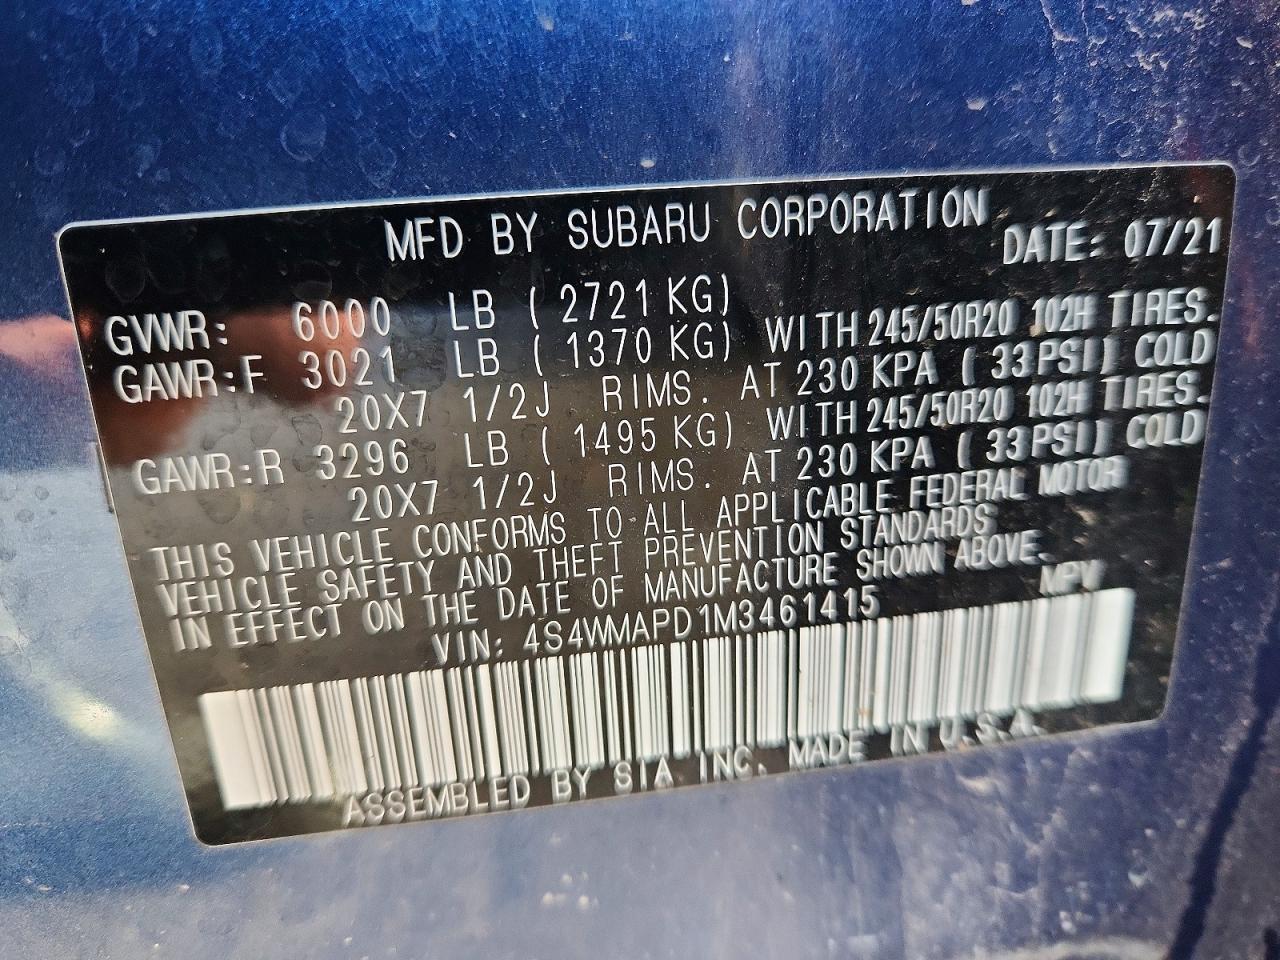 MFD BY SUBARU CORPORATION DATE: 07/21
GVWR: 6000 LB ( 2721 KG)
GAWR:F 3021 LB ( 1370 KG) WITH 245/50R20 102H TIRES.
20X7 1/2J RIMS. AT 230 KPA ( 33PSI) COLD
GAWR:R 3296 LB ( 1495 KG) WITH 245/50R20 102H TIRES.
20X7 1/2J RIMS. AT 230 KPA ( 33PSI) COLD
THIS VEHICLE CONFORMS TO ALL APPLICABLE FEDERAL MOTOR
VEHICLE SAFETY AND THEFT PREVENTION STANDARDS
IN EFFECT ON THE DATE OF MANUFACTURE SHOWN ABOVE.
VIN: 4S4WMAPD1M3461415 MPV
ASSEMBLED BY SIA INC. MADE IN U.S.A.